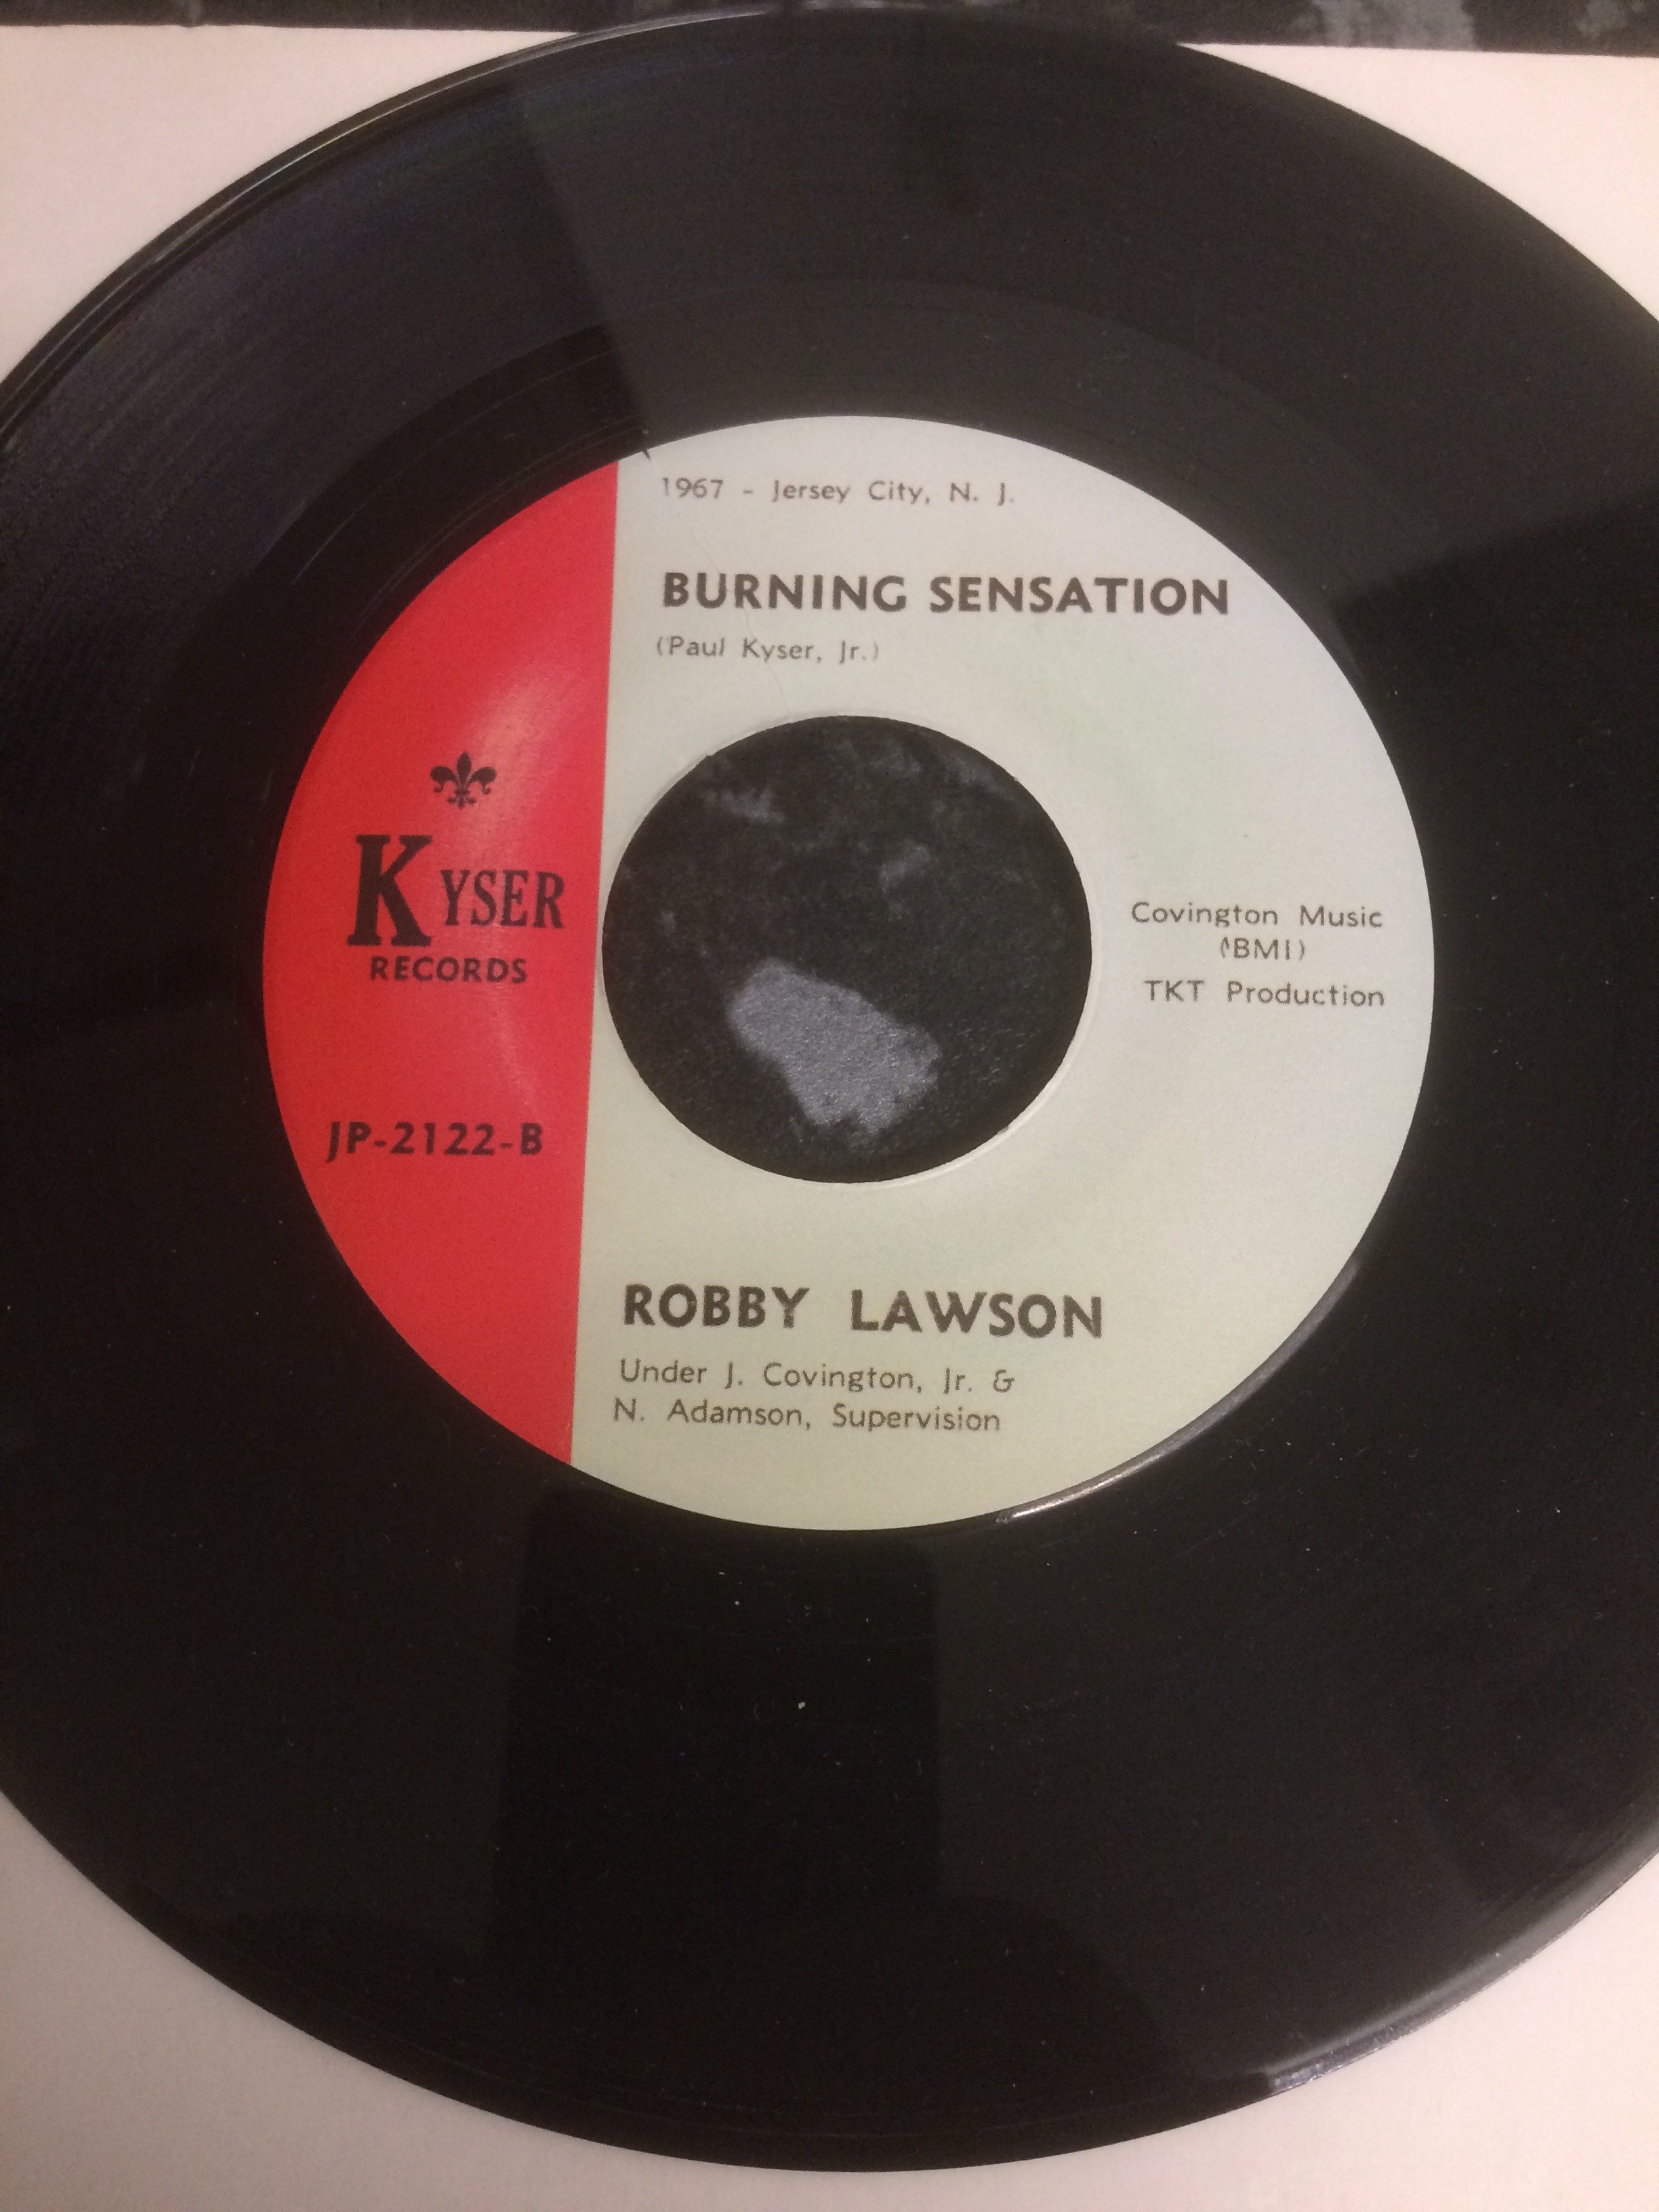 1967 - Jersey City, N. J.
BURNING SENSATION
(Paul Kyser, Jr.)
KYSER
RECORDS
JP-2122-B
Covington Music
(BMI)
TKT Production
ROBBY LAWSON
Under J. Covington, Jr. &
N. Adamson, Supervision